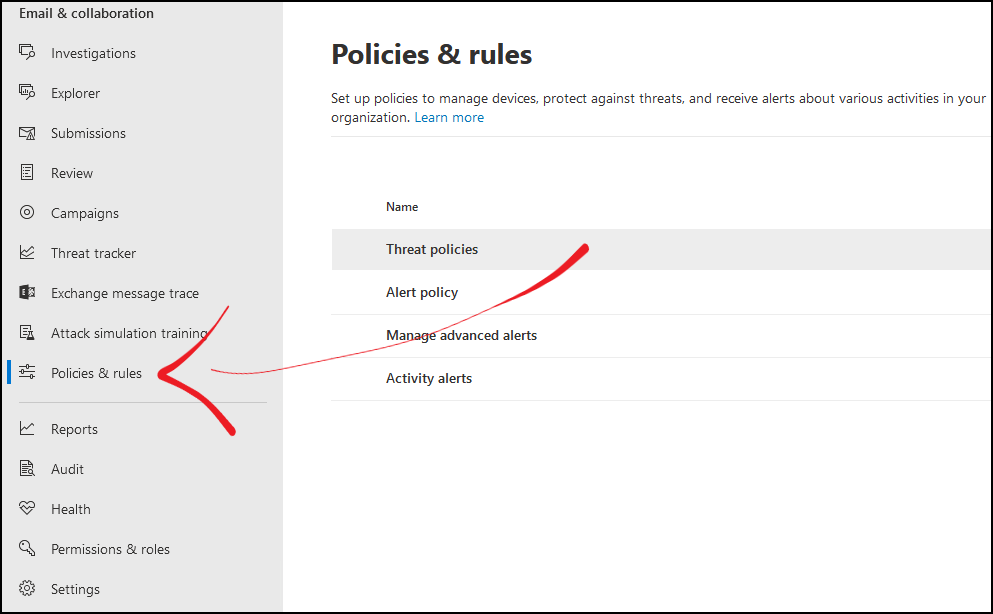 Email & collaboration
Investigations
Explorer
Submissions
Review
Campaigns
Threat tracker
Exchange message trace
Attack simulation training
Policies & rules
Reports
Audit
Health
Permissions & roles
Settings
Policies & rules
Set up policies to manage devices, protect against threats, and receive alerts about various activities in your
organization. Learn more
Name
Threat policies
Alert policy
Manage advanced alerts
Activity alerts